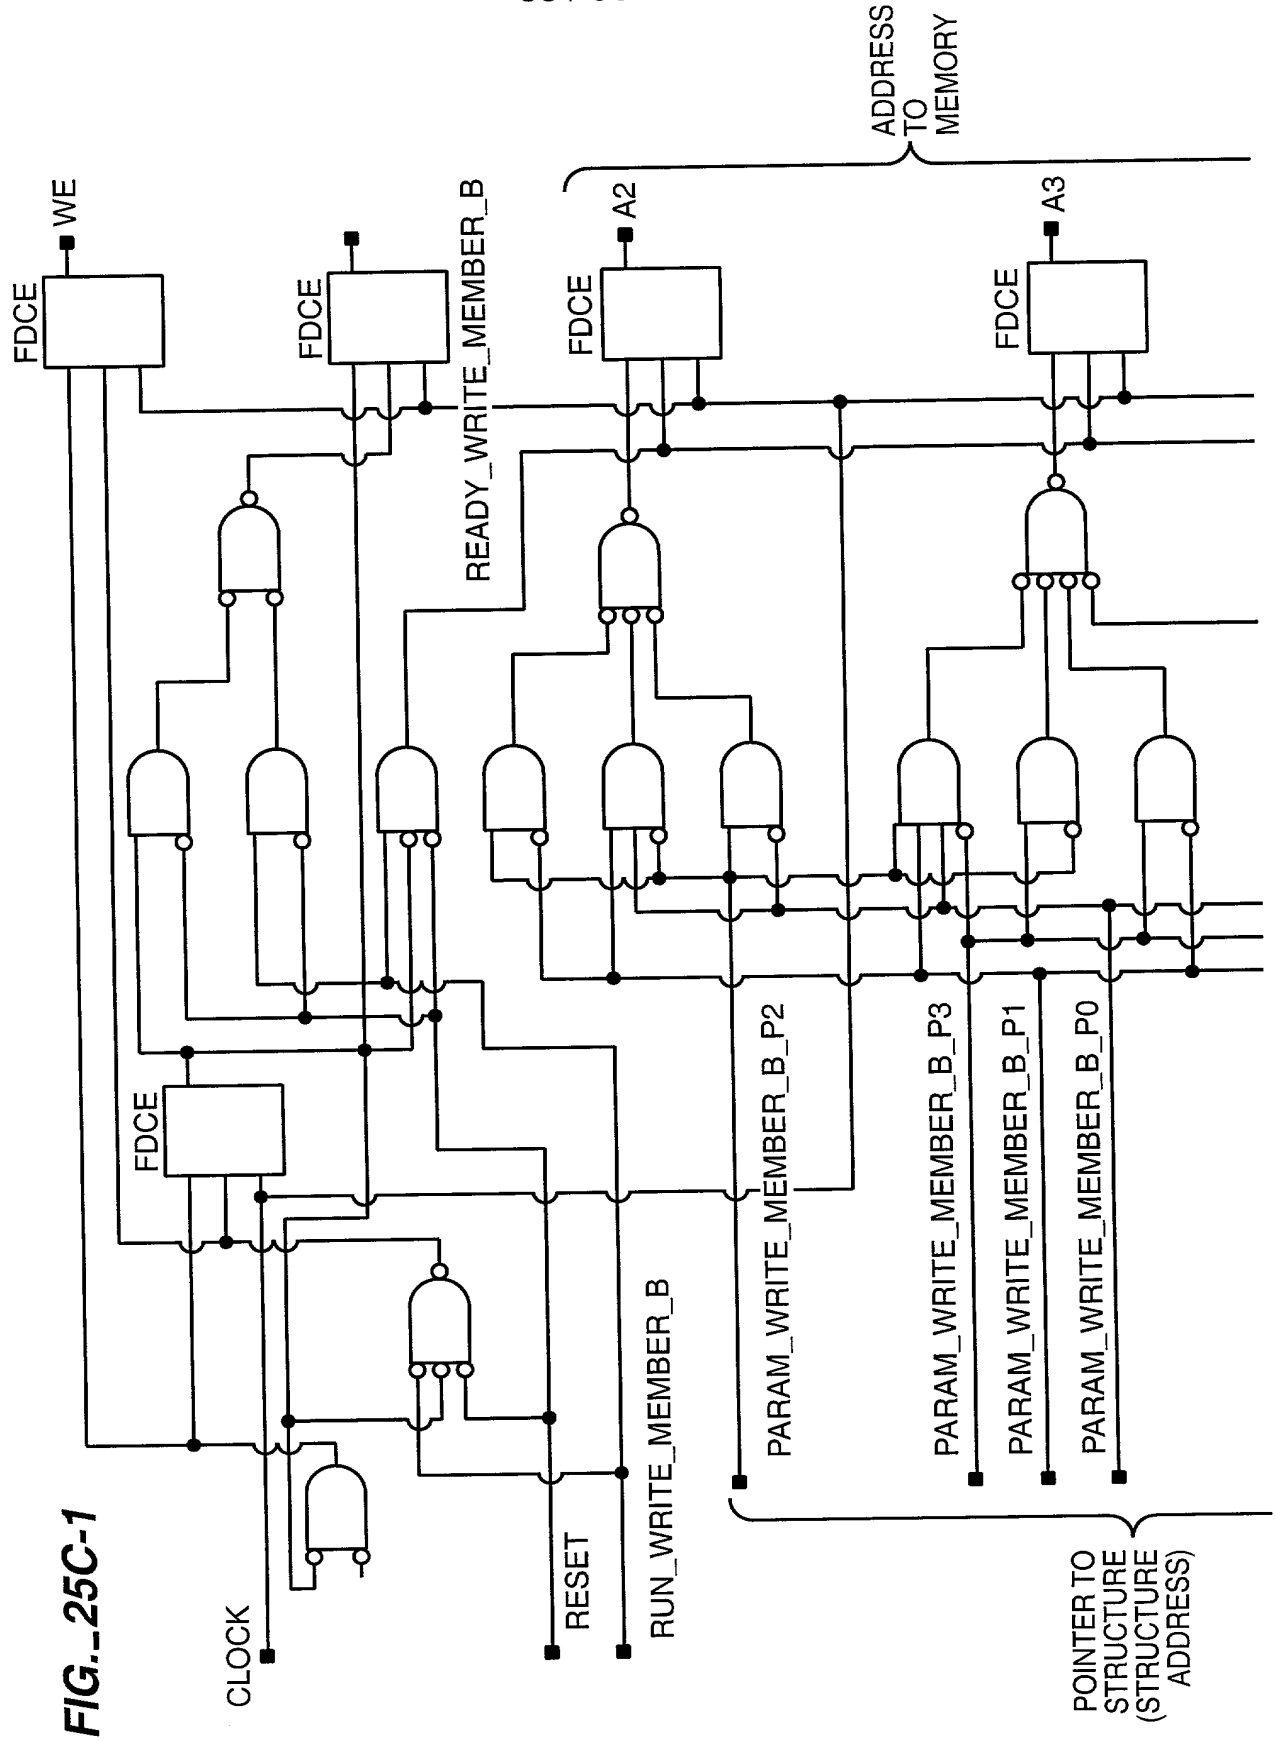 FIG._25C-1
CLOCK
RESET
RUN_WRITE_MEMBER_B
POINTER TO
STRUCTURE
(STRUCTURE
ADDRESS)
PARAM_WRITE_MEMBER_B_P2
PARAM_WRITE_MEMBER_B_P3
PARAM_WRITE_MEMBER_B_P1
PARAM_WRITE_MEMBER_B_P0
FDCE
FDCE
WE
FDCE
READY_WRITE_MEMBER_B
FDCE
A2
FDCE
A3
ADDRESS
TO
MEMORY